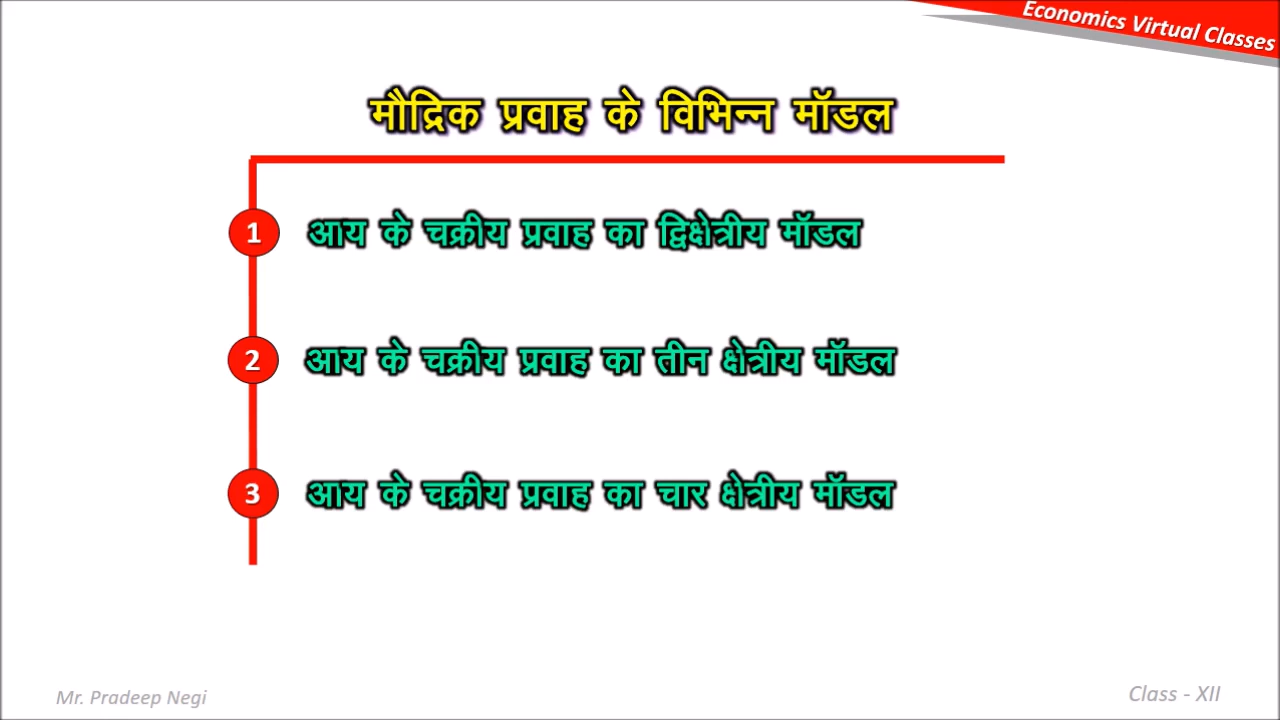 Economics Virtual Classes
मौद्रिक प्रवाह के विभिन्न मॉडल
1 आय के चक्रीय प्रवाह का द्विक्षेत्रीय मॉडल
2 आय के चक्रीय प्रवाह का तीन क्षेत्रीय मॉडल
3 आय के चक्रीय प्रवाह का चार क्षेत्रीय मॉडल
Mr. Pradeep Negi
Class - XII